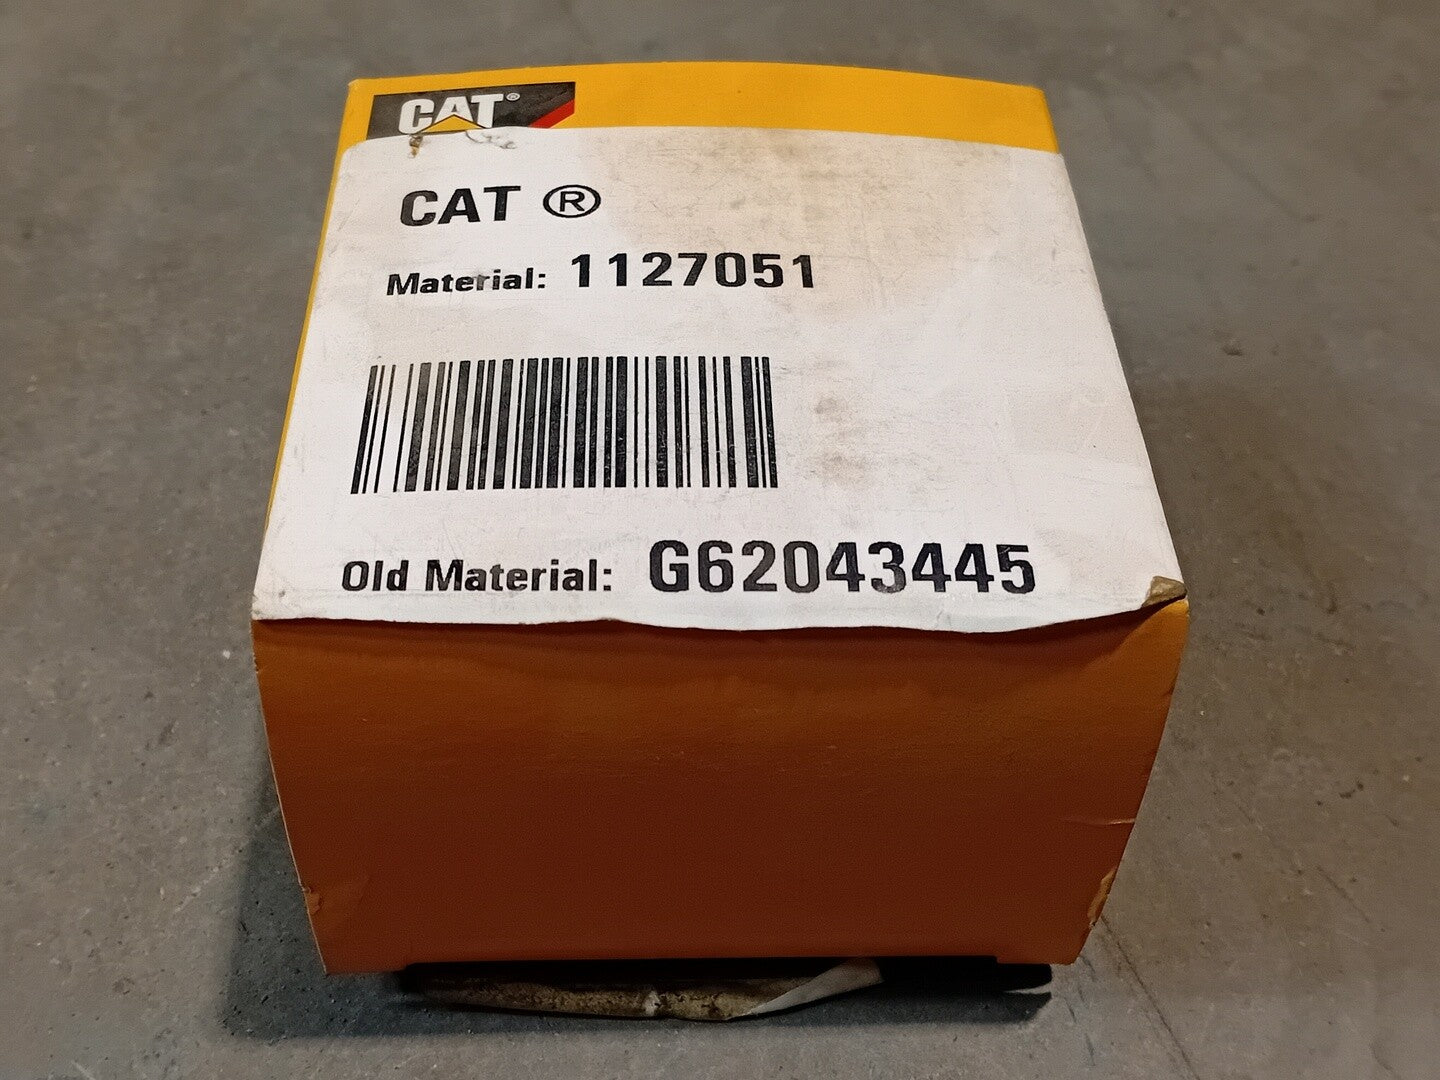 CAT®
CAT ®
Material: 1127051
Old Material: G62043445